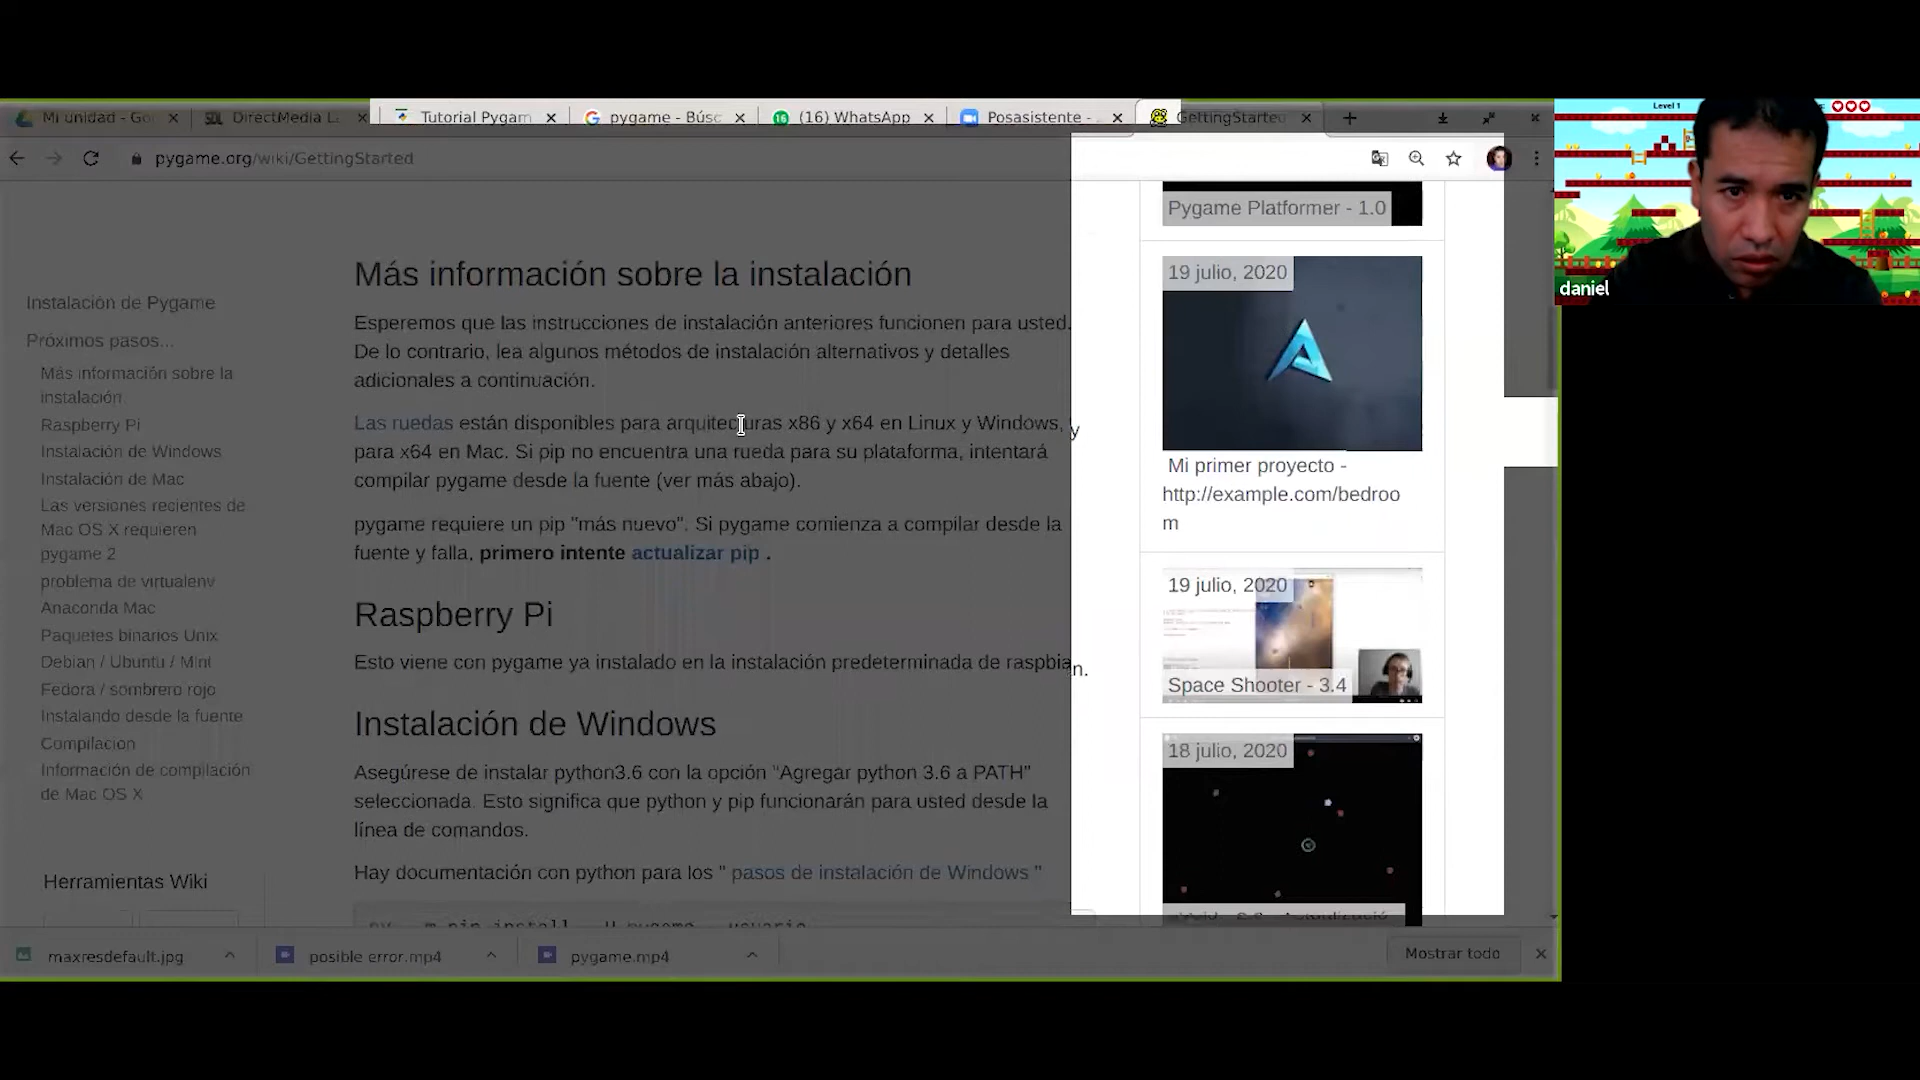 Mi unidad - Go
DirectMedia La
Tutorial Pygam
pygame - Búsc
(16) WhatsApp
Posasistente -
GettingStarted
pygame.org/wiki/GettingStarted
Instalación de Pygame
Próximos pasos...
Más información sobre la
instalación
Raspberry Pi
Instalación de Windows
Instalación de Mac
Las versiones recientes de
Mac OS X requieren
pygame 2
problema de virtualenv
Anaconda Mac
Paquetes binarios Unix
Debian / Ubuntu / Mint
Fedora / sombrero rojo
Instalando desde la fuente
Compilacion
Información de compilación
de Mac OS X
Herramientas Wiki
Más información sobre la instalación
Esperemos que las instrucciones de instalación anteriores funcionen para usted.
De lo contrario, lea algunos métodos de instalación alternativos y detalles
adicionales a continuación.
Las ruedas están disponibles para arquitecturas x86 y x64 en Linux y Windows, y
para x64 en Mac. Si pip no encuentra una rueda para su plataforma, intentará
compilar pygame desde la fuente (ver más abajo).
pygame requiere un pip "más nuevo". Si pygame comienza a compilar desde la
fuente y falla, primero intente actualizar pip .
Raspberry Pi
Esto viene con pygame ya instalado en la instalación predeterminada de raspbian.
Instalación de Windows
Asegúrese de instalar python3.6 con la opción "Agregar python 3.6 a PATH"
seleccionada. Esto significa que python y pip funcionarán para usted desde la
línea de comandos.
Hay documentación con python para los " pasos de instalación de Windows "
Pygame Platformer - 1.0
19 julio, 2020
Mi primer proyecto -
http://example.com/bedroo
m
19 julio, 2020
Space Shooter - 3.4
18 julio, 2020
Level 1
daniel
maxresdefault.jpg
posible error.mp4
pygame.mp4
Mostrar todo